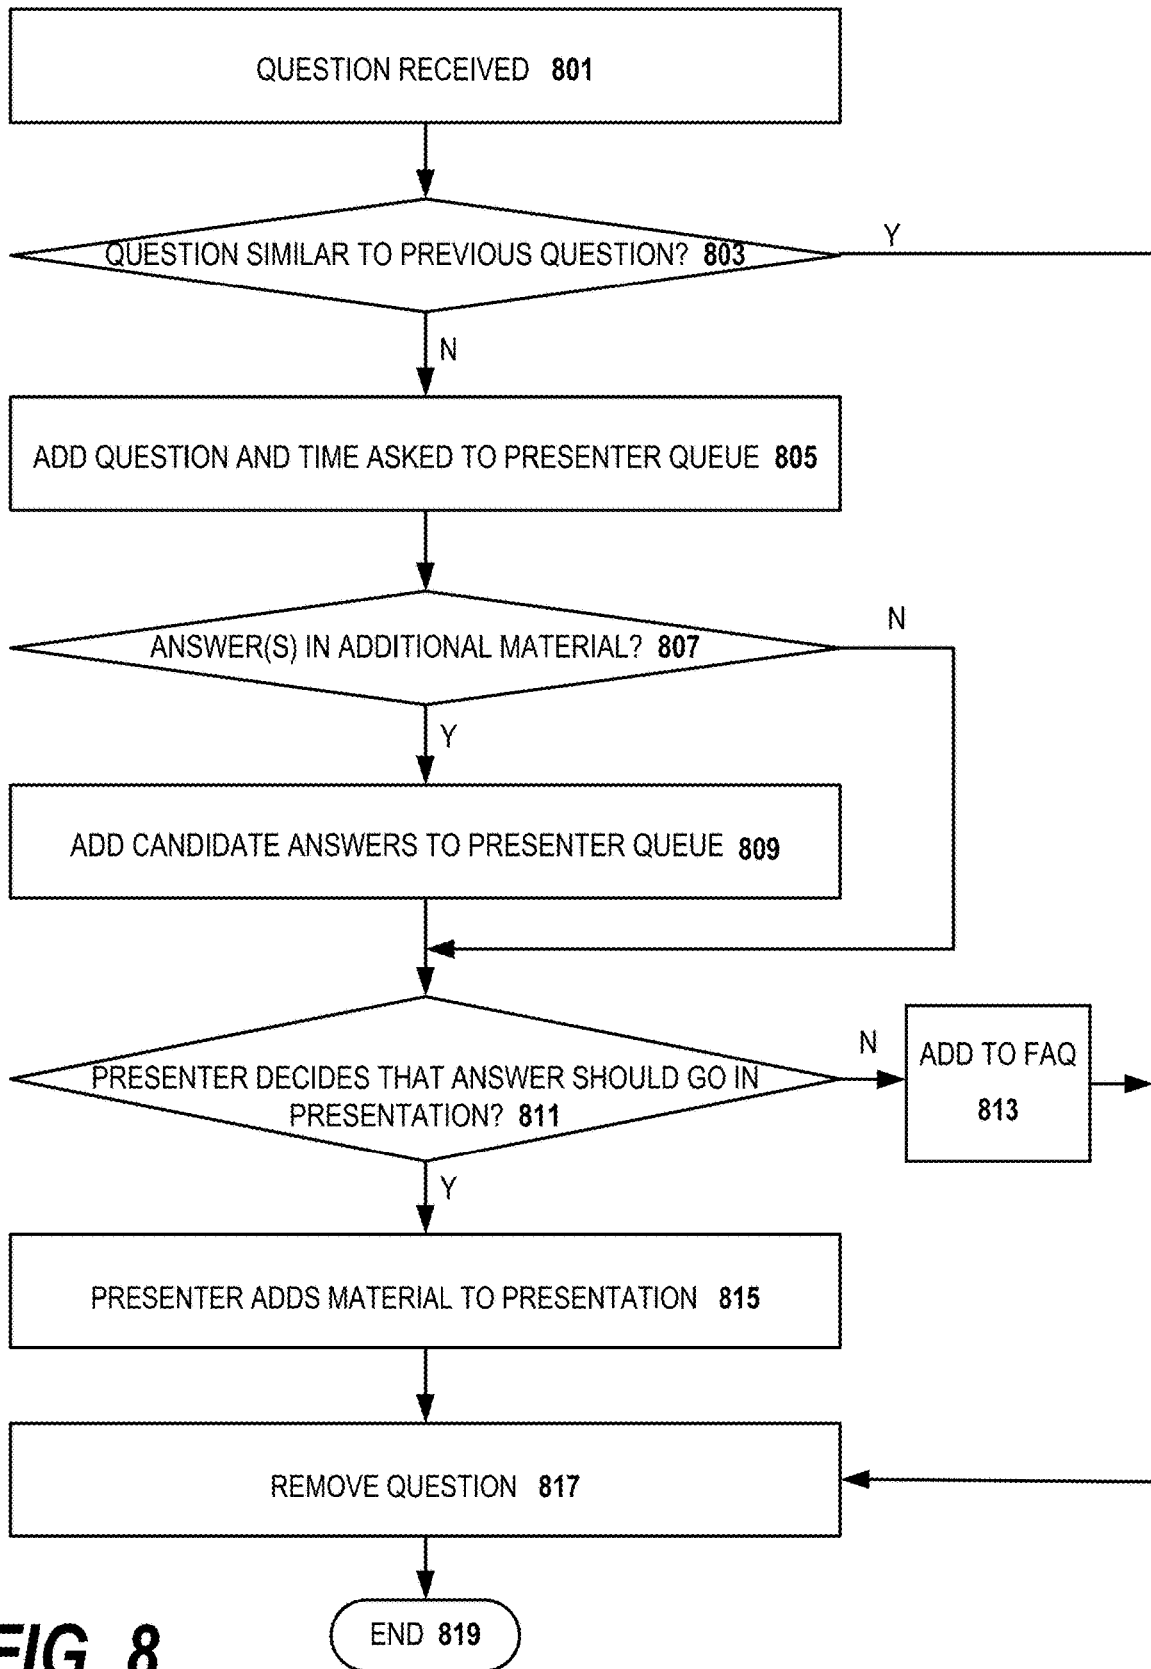 QUESTION RECEIVED 801
QUESTION SIMILAR TO PREVIOUS QUESTION? 803
Y
N
ADD QUESTION AND TIME ASKED TO PRESENTER QUEUE 805
N
ANSWER(S) IN ADDITIONAL MATERIAL? 807
Y
ADD CANDIDATE ANSWERS TO PRESENTER QUEUE 809
N
ADD TO FAQ
813
PRESENTER DECIDES THAT ANSWER SHOULD GO IN
PRESENTATION? 811
Y
PRESENTER ADDS MATERIAL TO PRESENTATION 815
REMOVE QUESTION 817
END 819
FIG. 8